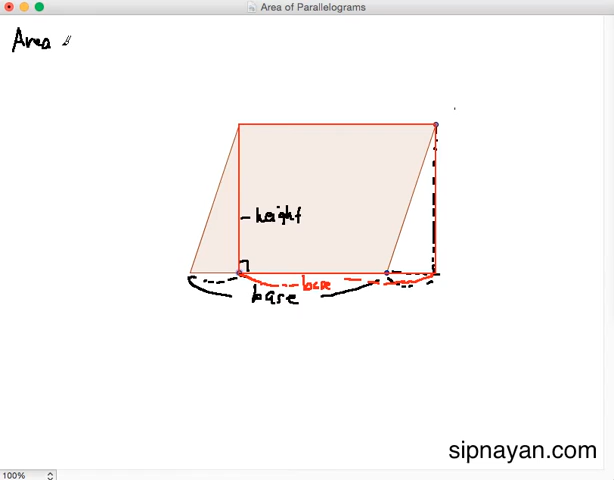 Area of Parallelograms
Area
height
base
base
sipnayan.com
100%